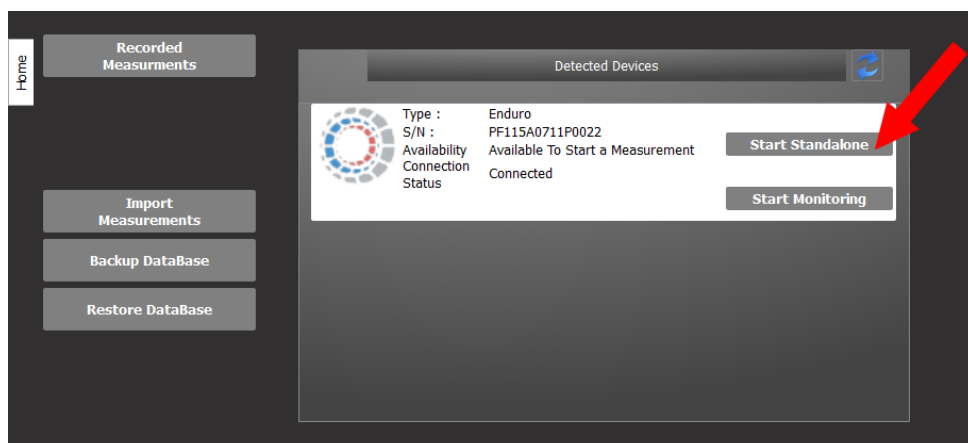 Home
Recorded
Measurments
Import
Measurements
Backup DataBase
Restore DataBase
Detected Devices
Type : Enduro
S/N : PF115A0711P0022
Availability Available To Start a Measurement
Connection
Status Connected
Start Standalone
Start Monitoring